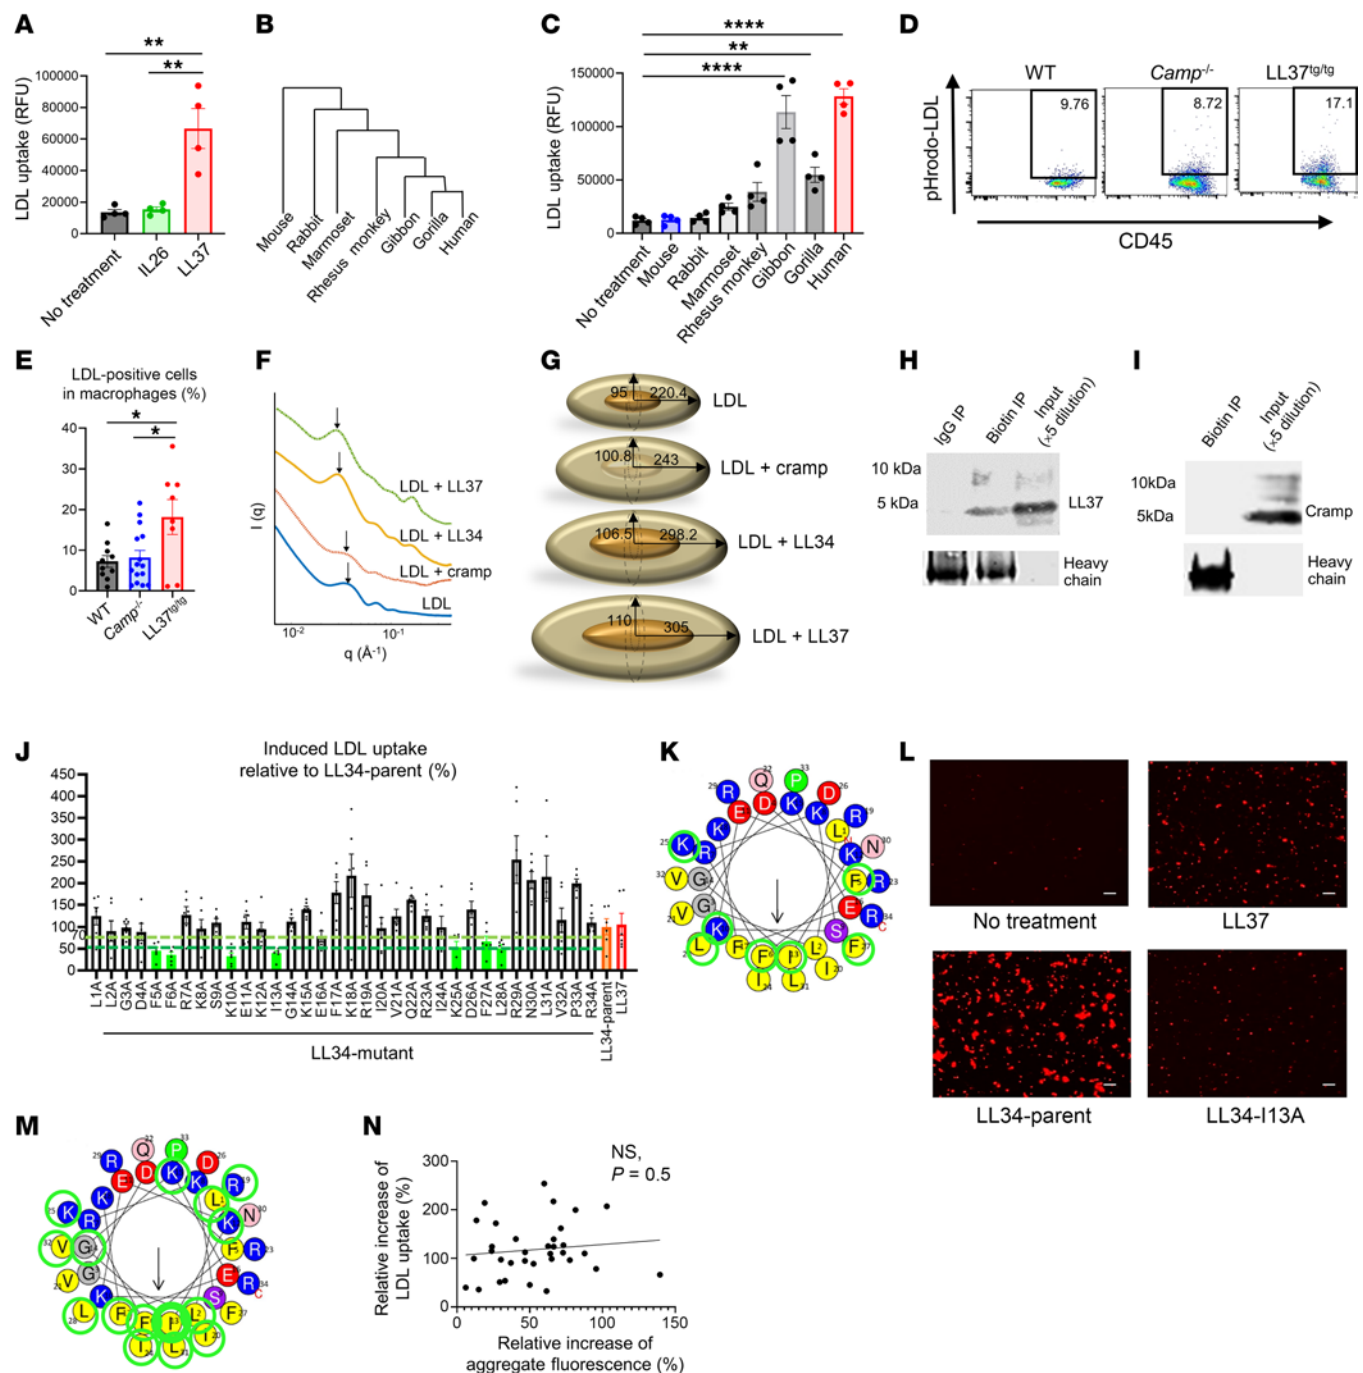 A
LDL uptake (RFU)
100000
80000
60000
40000
20000
0
**
**
No treatment
IL26
LL37
B
Mouse
Rabbit
Marmoset
Rhesus monkey
Gibbon
Gorilla
Human
C
LDL uptake (RFU)
150000
100000
50000
0
****
**
****
No treatment
Mouse
Rabbit
Marmoset
Rhesus monkey
Gibbon
Gorilla
Human
D
WT
Camp-/-
LL37tg/tg
9.76
8.72
17.1
pHrodo-LDL
CD45
E
LDL-positive cells
in macrophages (%)
40
30
20
10
0
*
*
WT
Camp-/-
LL37tg/tg
F
I (q)
LDL + LL37
LDL + LL34
LDL + cramp
LDL
10-2
10-1
q (Å-1)
G
95
220.4
LDL
100.8
243
LDL + cramp
106.5
298.2
LDL + LL34
110
305
LDL + LL37
H
IgG IP
Biotin IP
Input
(×5 dilution)
10 kDa
5 kDa
LL37
Heavy
chain
I
Biotin IP
Input
(×5 dilution)
10kDa
5kDa
Cramp
Heavy
chain
J
Induced LDL uptake
relative to LL34-parent (%)
450
400
350
300
250
200
150
100
50
0
L1A
L2A
G3A
D4A
F5A
F6A
R7A
K8A
S9A
K10A
E11A
K12A
I13A
G14A
K15A
E16A
F17A
K18A
R19A
I20A
V21A
Q22A
R23A
I24A
K25A
D26A
F27A
L28A
R29A
N30A
L31A
V32A
P33A
R34A
LL34-parent
LL37
LL34-mutant
K
L
No treatment
LL37
LL34-parent
LL34-I13A
M
N
Relative increase of
LDL uptake (%)
300
200
100
0
NS,
P = 0.5
0
50
100
150
Relative increase of
aggregate fluorescence (%)